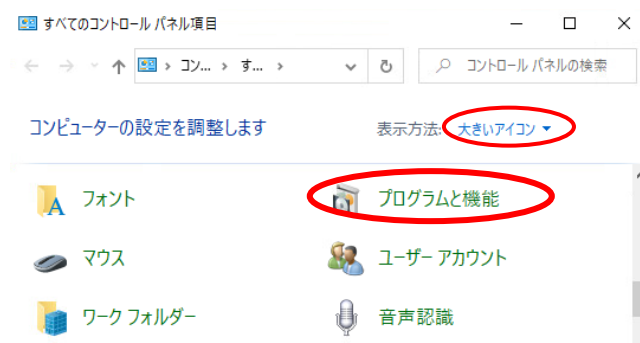 すべてのコントロール パネル項目
コン... › す... ›
コントロール パネルの検索
コンピューターの設定を調整します
表示方法: 大きいアイコン
フォント
プログラムと機能
マウス
ユーザー アカウント
ワーク フォルダー
音声認識